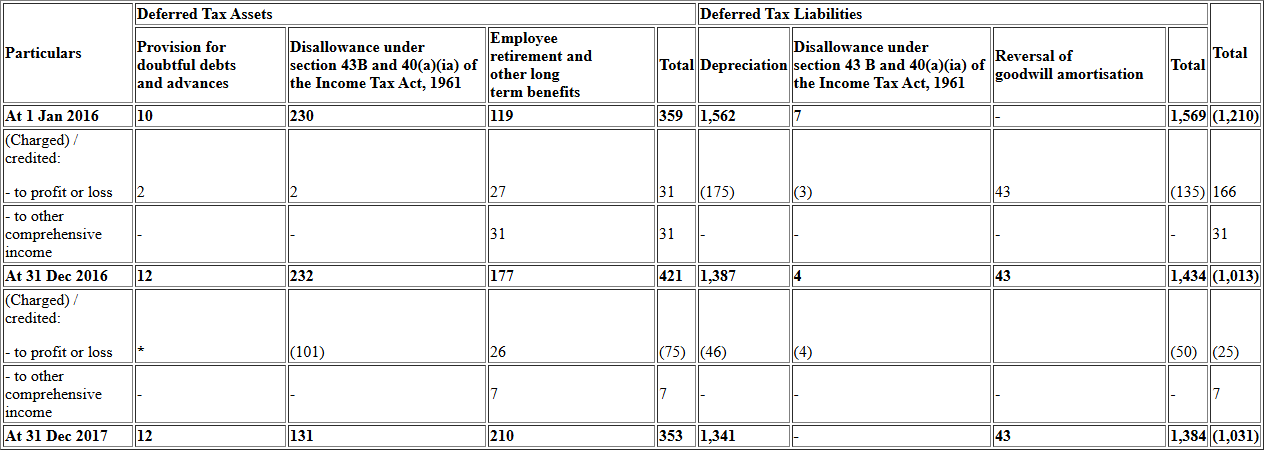 Particulars Deferred Tax Assets Deferred Tax Liabilities Total
Provision for doubtful debts and advances Disallowance under section 43B and 40(a)(ia) of the Income Tax Act, 1961 Employee retirement and other long term benefits Total Depreciation Disallowance under section 43 B and 40(a)(ia) of the Income Tax Act, 1961 Reversal of goodwill amortisation Total
At 1 Jan 2016 10 230 119 359 1,562 7 - 1,569 (1,210)
(Charged) /
credited:
- to profit or loss 2 2 27 31 (175) (3) 43 (135) 166
- to other
comprehensive - - 31 31 - - - - 31
income
At 31 Dec 2016 12 232 177 421 1,387 4 43 1,434 (1,013)
(Charged) /
credited:
- to profit or loss * (101) 26 (75) (46) (4) (50) (25)
- to other
comprehensive - - 7 7 - - - - 7
income
At 31 Dec 2017 12 131 210 353 1,341 - 43 1,384 (1,031)